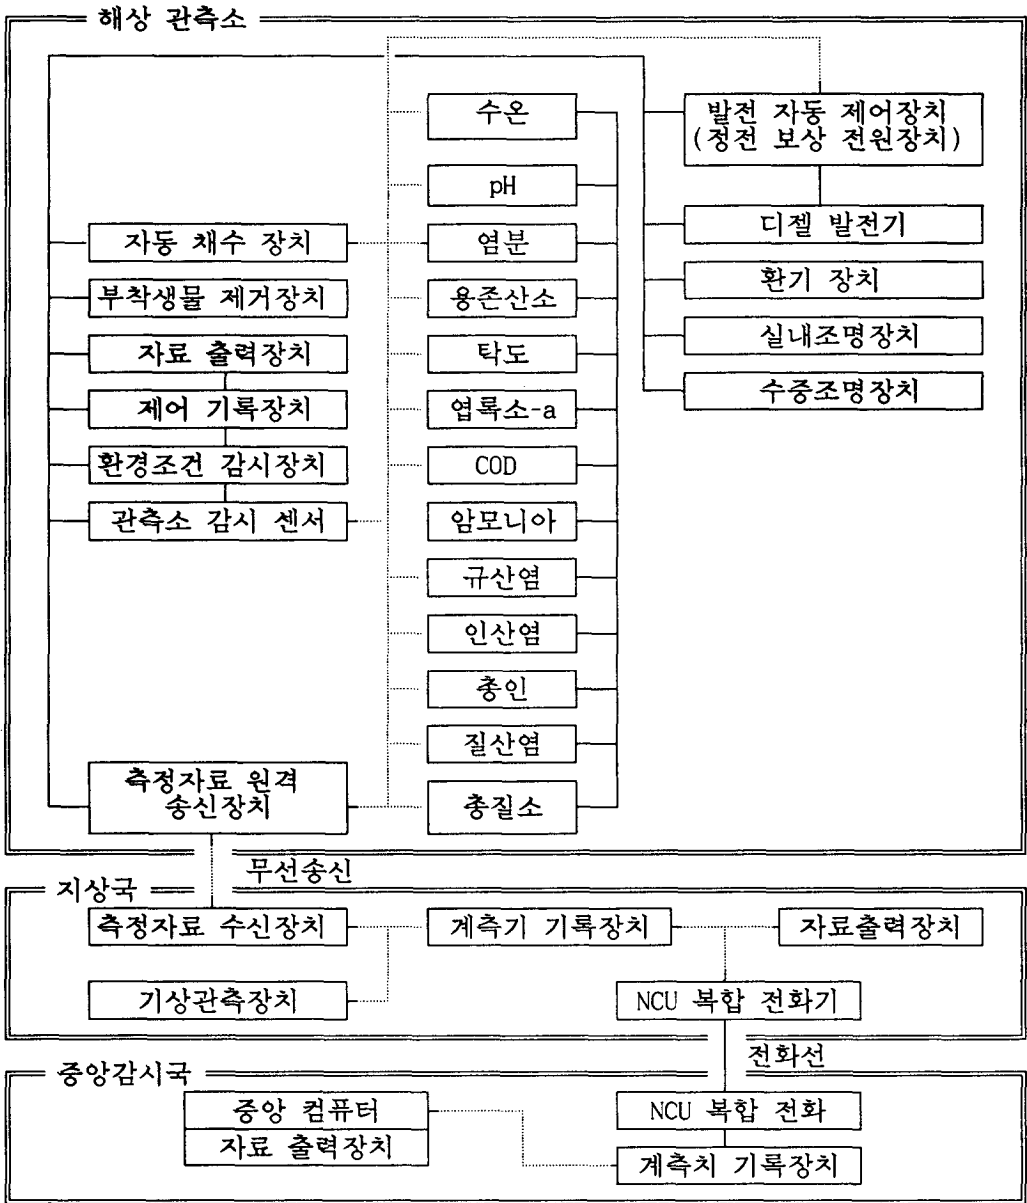 해상 관측소
수온
pH
염분
용존산소
탁도
엽록소-a
COD
암모니아
규산염
인산염
총인
질산염
총질소
발전 자동 제어장치
(정전 보상 전원장치)
디젤 발전기
환기 장치
실내조명장치
수중조명장치
자동 채수 장치
부착생물 제거장치
자료 출력장치
제어 기록장치
환경조건 감시장치
관측소 감시 센서
측정자료 원격
송신장치
무선송신
지상국
측정자료 수신장치
계측기 기록장치
자료출력장치
기상관측장치
NCU 복합 전화기
전화선
중앙감시국
중앙 컴퓨터
자료 출력장치
NCU 복합 전화
계측치 기록장치